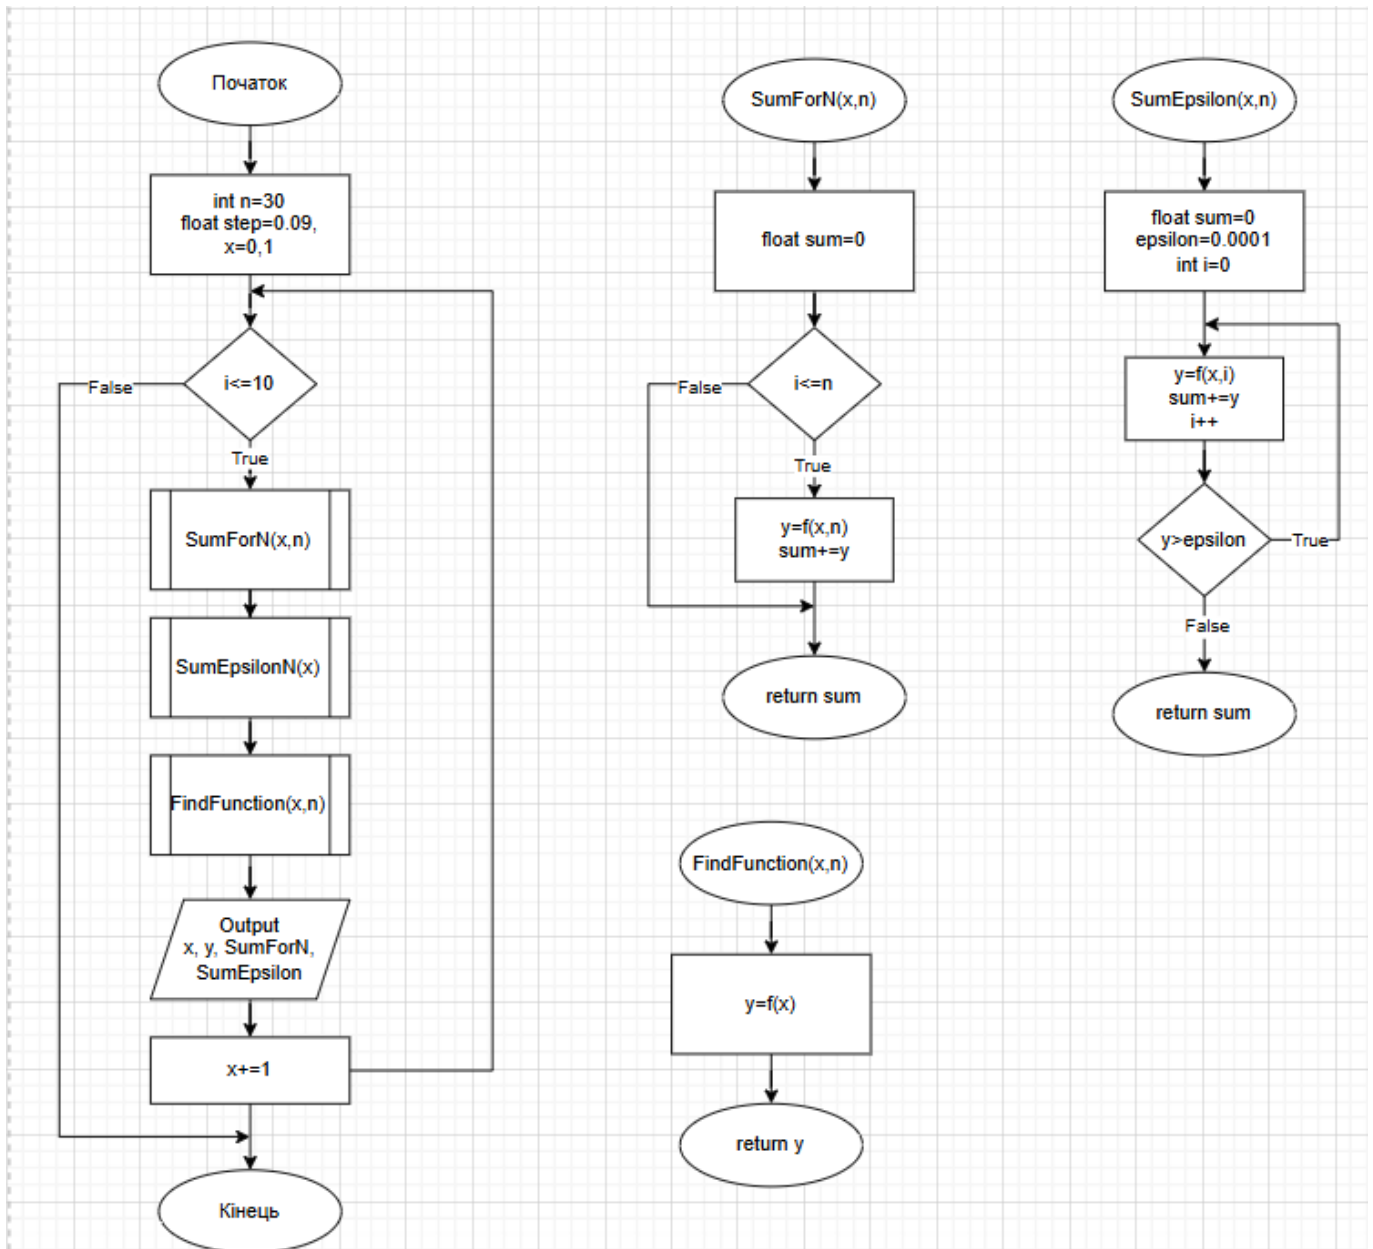 Початок
int n=30
float step=0.09,
x=0,1
i<=10
False
True
SumForN(x,n)
SumEpsilonN(x)
FindFunction(x,n)
Output
x, y, SumForN,
SumEpsilon
x+=1
Кінець
SumForN(x,n)
float sum=0
i<=n
False
True
y=f(x,n)
sum+=y
return sum
FindFunction(x,n)
y=f(x)
return y
SumEpsilon(x,n)
float sum=0
epsilon=0.0001
int i=0
y=f(x,i)
sum+=y
i++
y>epsilon
True
False
return sum